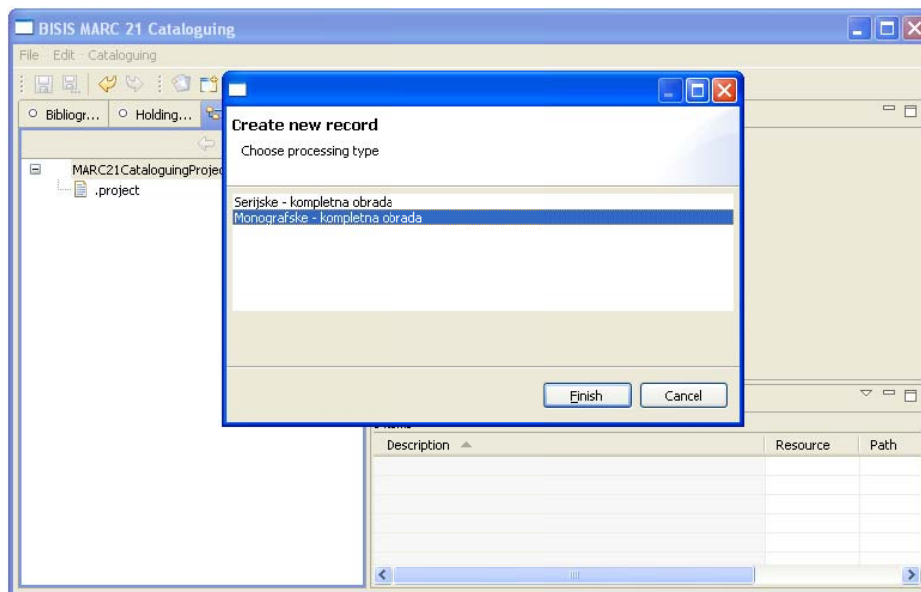 BISIS MARC 21 Cataloguing
File Edit Cataloguing
Bibliogr... Holding...
Create new record
Choose processing type
MARC21CataloguingProjec
.project
Serijske - kompletna obrada
Monografske - kompletna obrada
Finish Cancel
Description Resource Path